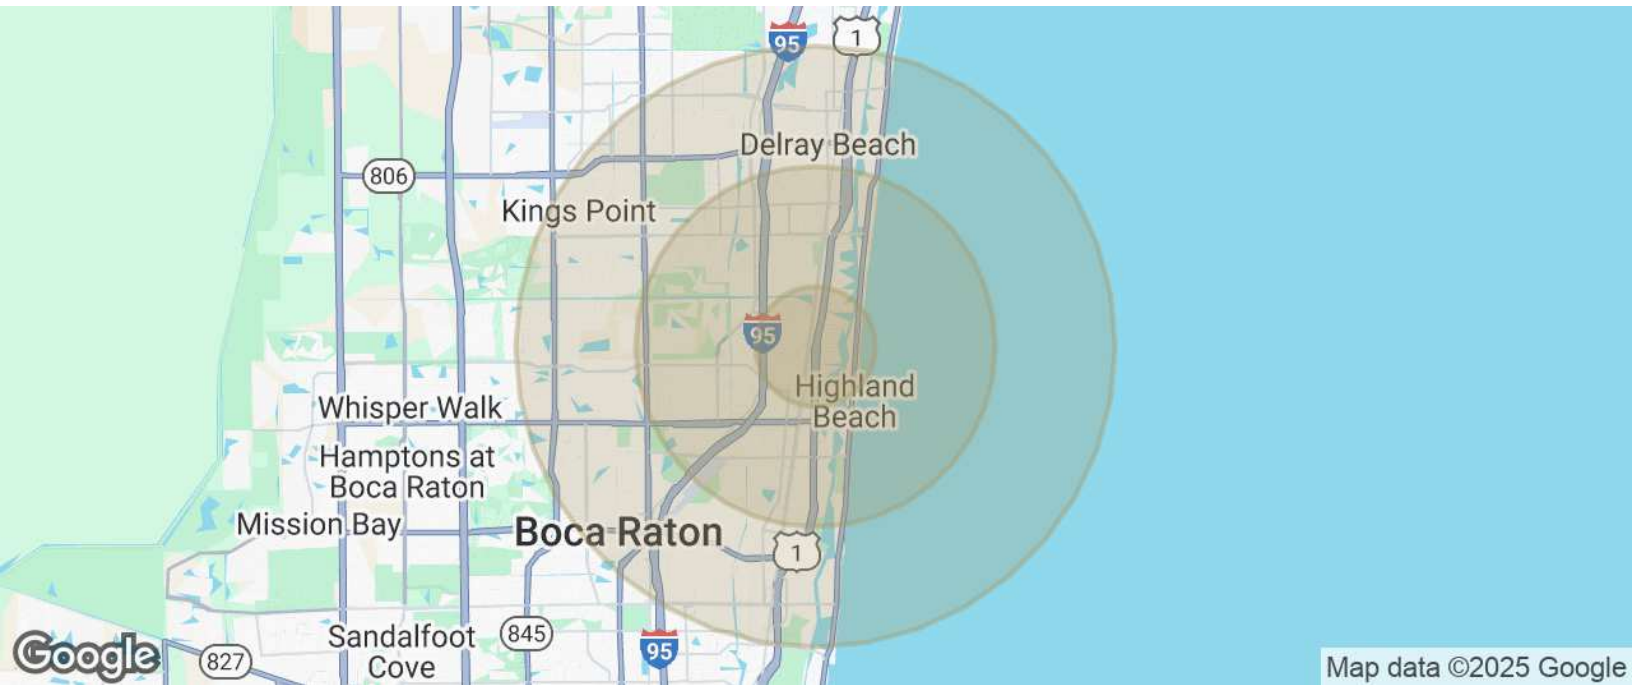 95
1
Delray Beach
806
Kings Point
95
Highland
Beach
Whisper Walk
Hamptons at
Boca Raton
Mission Bay
Boca Raton
1
845
Sandalfoot
Cove
95
827
Google
Map data ©2025 Google